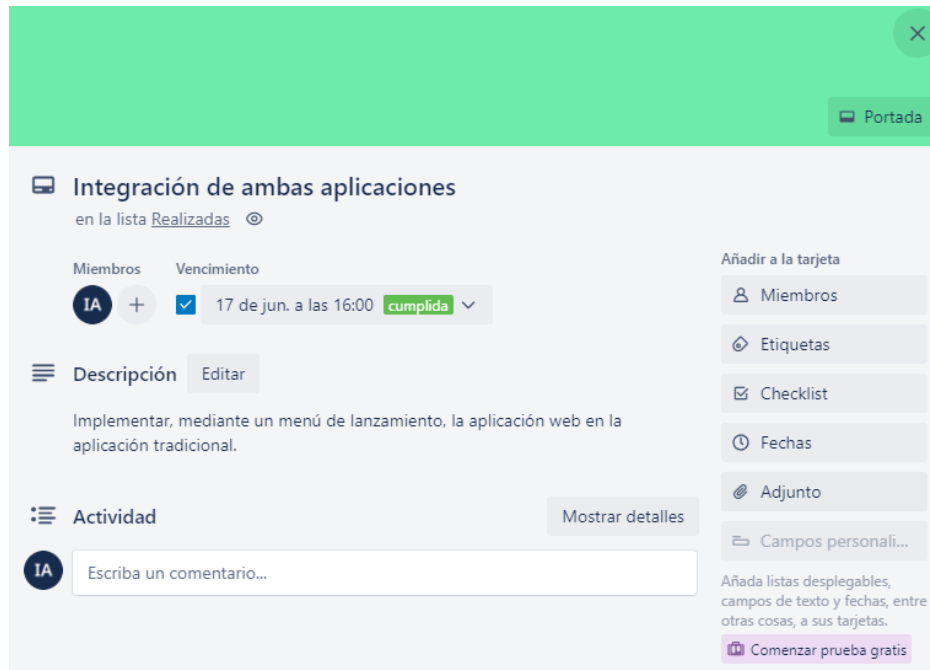 Portada
Integración de ambas aplicaciones
en la lista Realizadas
Miembros
Vencimiento
IA
17 de jun. a las 16:00 cumplida
Descripción
Editar
Implementar, mediante un menú de lanzamiento, la aplicación web en la
aplicación tradicional.
Actividad
Mostrar detalles
IA
Escriba un comentario...
Añadir a la tarjeta
Miembros
Etiquetas
Checklist
Fechas
Adjunto
Campos personali...
Añada listas desplegables,
campos de texto y fechas, entre
otras cosas, a sus tarjetas.
Comenzar prueba gratis